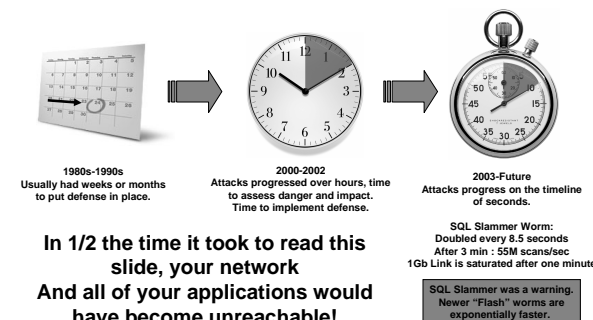 1980s-1990s
Usually had weeks or months
to put defense in place.
2000-2002
Attacks progressed over hours, time
to assess danger and impact.
Time to implement defense.
2003-Future
Attacks progress on the timeline
of seconds.
SQL Slammer Worm:
Doubled every 8.5 seconds
After 3 min : 55M scans/sec
1Gb Link is saturated after one minute
In 1/2 the time it took to read this
slide, your network
And all of your applications would
have become unreachable!
SQL Slammer was a warning.
Newer “Flash” worms are
exponentially faster.